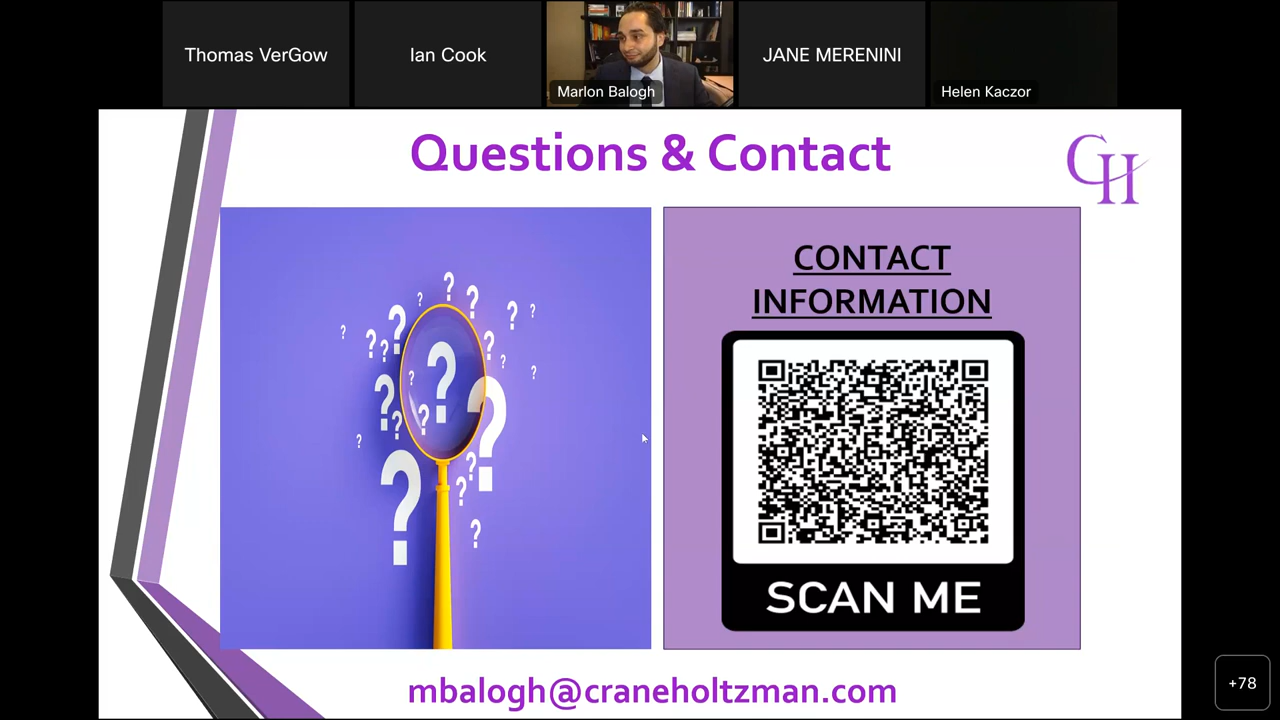 Thomas VerGow
Ian Cook
Marlon Balogh
JANE MERENINI
Helen Kaczor
Questions & Contact
CH
CONTACT
INFORMATION
SCAN ME
mbalogh@craneholtzman.com
+78